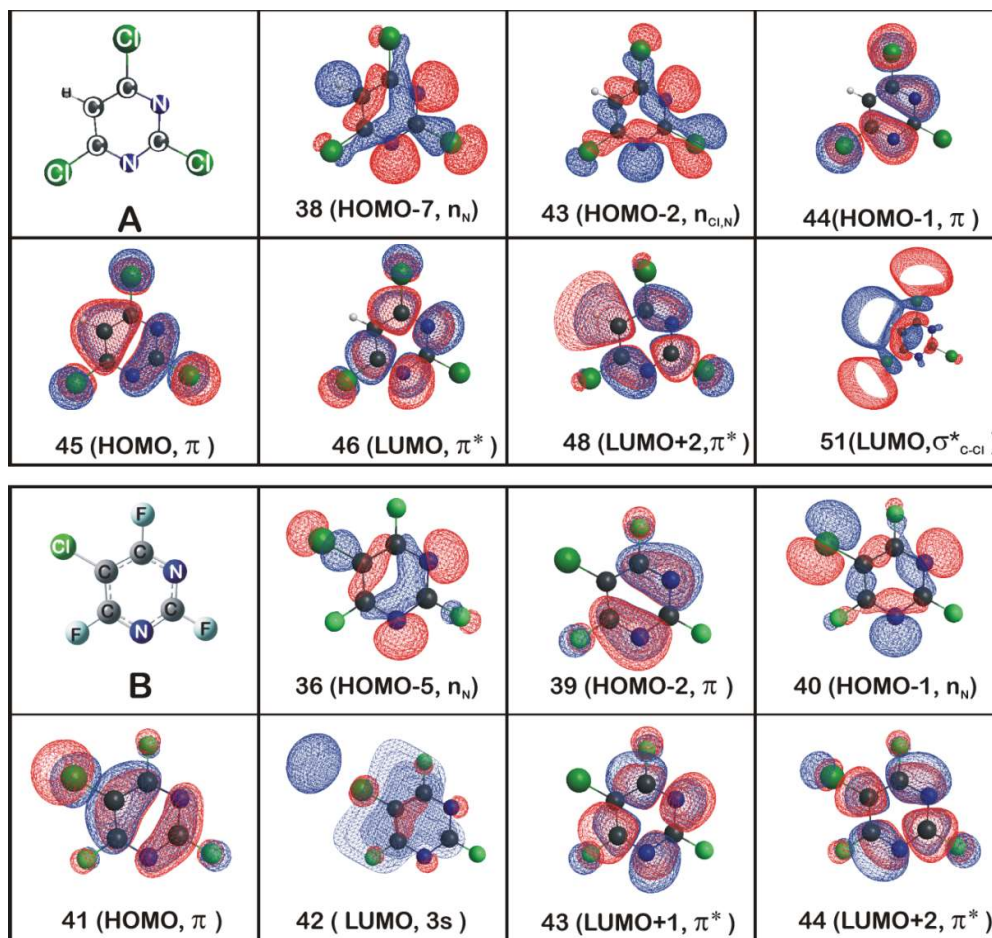 Cl
C
N
H
C
C
C
N
Cl
Cl
A
38 (HOMO-7, n_N)
43 (HOMO-2, n_Cl,N)
44(HOMO-1, π )
45 (HOMO, π)
46 (LUMO, π*)
48 (LUMO+2,π*)
51(LUMO,σ*_C-Cl)
F
Cl
C
N
C
C
C
F
N
F
B
36 (HOMO-5, n_N)
39 (HOMO-2, π )
40 (HOMO-1, n_N)
41 (HOMO, π )
42 ( LUMO, 3s )
43 (LUMO+1, π*)
44 (LUMO+2, π*)